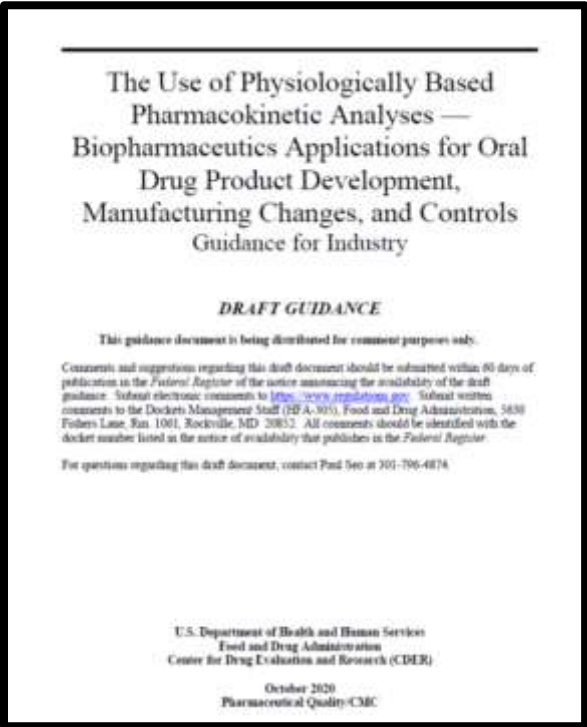 The Use of Physiologically Based
Pharmacokinetic Analyses —
Biopharmaceutics Applications for Oral
Drug Product Development,
Manufacturing Changes, and Controls
Guidance for Industry
DRAFT GUIDANCE
This guidance document is being distributed for comment purposes only.
Comments and suggestions regarding this draft document should be submitted within 60 days of
publication in the Federal Register of the notice announcing the availability of the draft
guidance. Submit electronic comments to https://www.regulations.gov. Submit written
comments to the Dockets Management Staff (HFA-305), Food and Drug Administration, 5630
Fishers Lane, Rm. 1061, Rockville, MD 20852. All comments should be identified with the
docket number listed in the notice of availability that publishes in the Federal Register.
For questions regarding this draft document, contact Paul Seo at 301-796-4874.
U.S. Department of Health and Human Services
Food and Drug Administration
Center for Drug Evaluation and Research (CDER)
October 2020
Pharmaceutical Quality/CMC